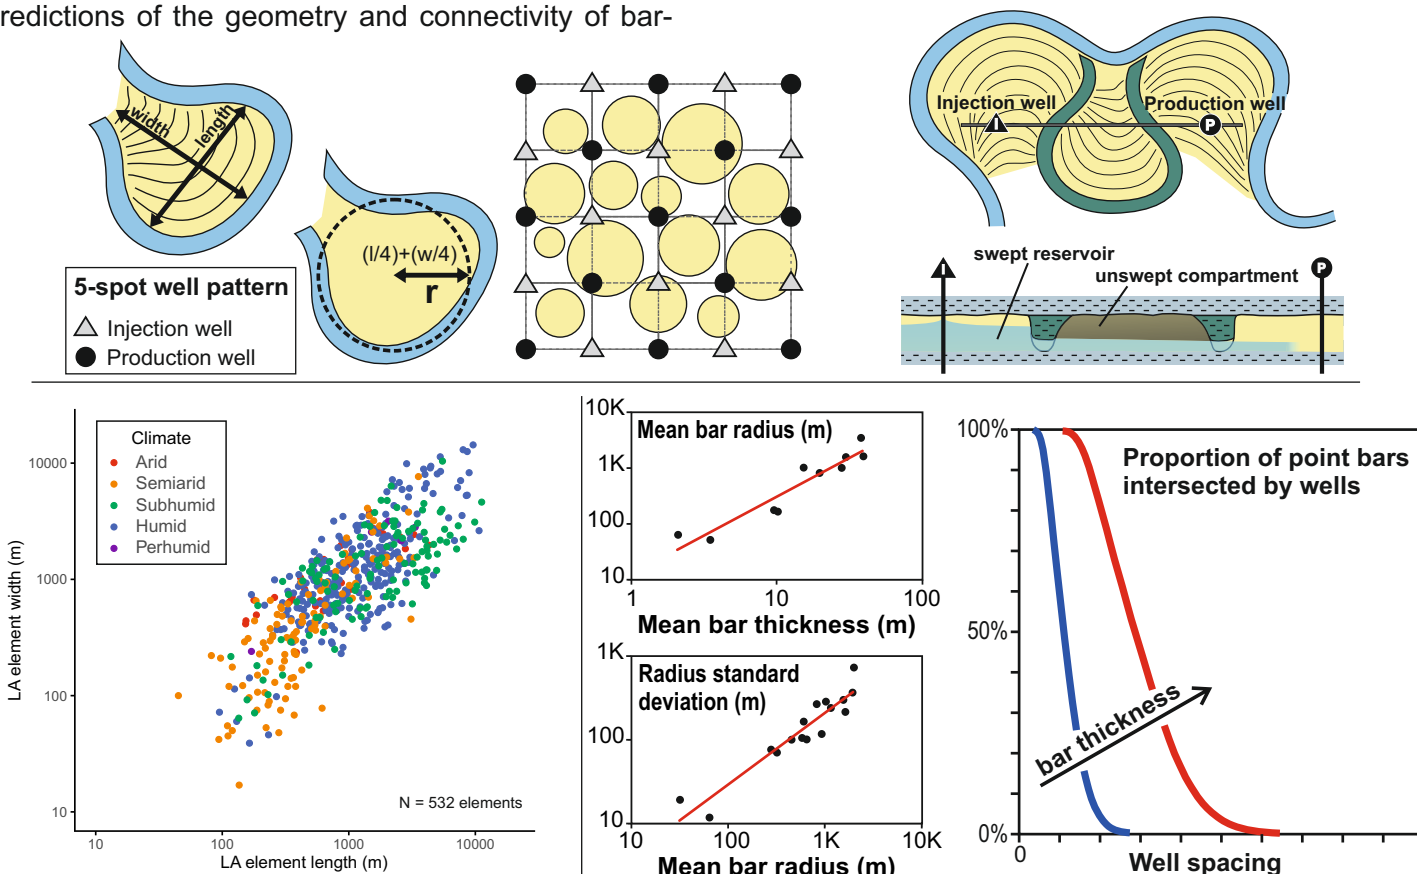 redictions of the geometry and connectivity of bar-
width
length
(l/4)+(w/4)
r
5-spot well pattern
Injection well
Production well
Injection well
Production well
I
P
swept reservoir
unswept compartment
I
P
Climate
Arid
Semiarid
Subhumid
Humid
Perhumid
10000
1000
100
10
LA element width (m)
N = 532 elements
10
100
1000
10000
LA element length (m)
10K
1K
100
10
Mean bar radius (m)
1
10
100
Mean bar thickness (m)
1K
100
10
Radius standard
deviation (m)
10
100
1K
10K
Mean bar radius (m)
100%
50%
0%
Proportion of point bars
intersected by wells
bar thickness
0
Well spacing